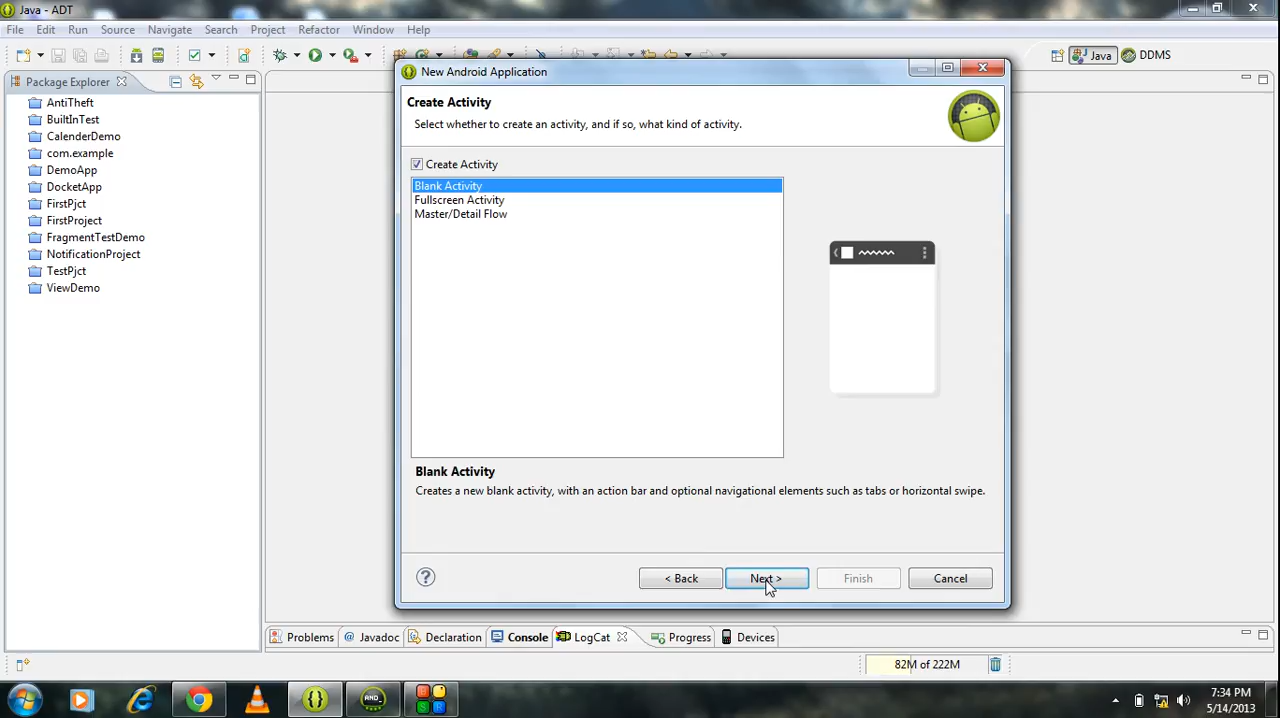 Java - ADT
File Edit Run Source Navigate Search Project Refactor Window Help
Java DDMS
Package Explorer
AntiTheft
BuiltInTest
CalenderDemo
com.example
DemoApp
DocketApp
FirstPjct
FirstProject
FragmentTestDemo
NotificationProject
TestPjct
ViewDemo
New Android Application
Create Activity
Select whether to create an activity, and if so, what kind of activity.
Create Activity
Blank Activity
Fullscreen Activity
Master/Detail Flow
Blank Activity
Creates a new blank activity, with an action bar and optional navigational elements such as tabs or horizontal swipe.
< Back Next > Finish Cancel
Problems @ Javadoc Declaration Console LogCat Progress Devices
82M of 222M
7:34 PM
5/14/2013